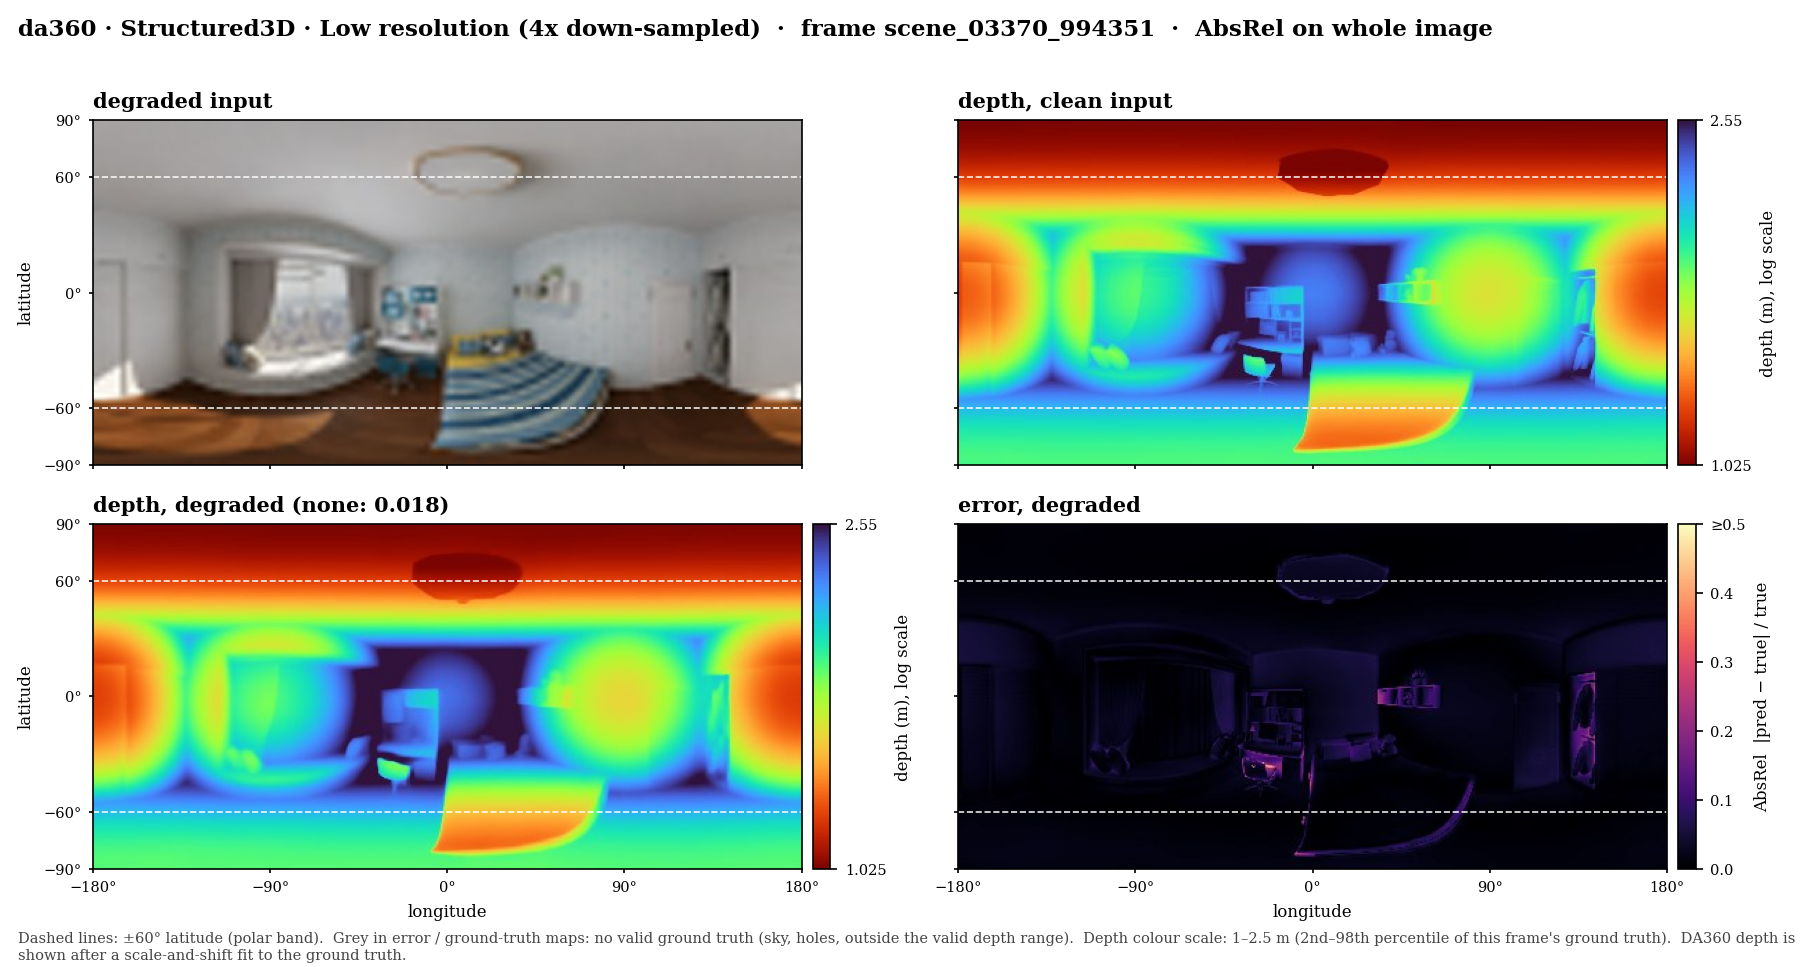 da360 · Structured3D · Low resolution (4x down-sampled)  ·  frame scene_03370_994351  ·  AbsRel on whole image
degraded input
depth, clean input
90°
60°
0°
−60°
−90°
latitude
2.55
1.025
depth (m), log scale
depth, degraded (none: 0.018)
error, degraded
90°
60°
0°
−60°
−90°
latitude
−180°
−90°
0°
90°
180°
longitude
2.55
1.025
depth (m), log scale
−180°
−90°
0°
90°
180°
longitude
≥0.5
0.4
0.3
0.2
0.1
0.0
AbsRel  |pred − true| / true
Dashed lines: ±60° latitude (polar band).  Grey in error / ground-truth maps: no valid ground truth (sky, holes, outside the valid depth range).  Depth colour scale: 1–2.5 m (2nd–98th percentile of this frame's ground truth).  DA360 depth is
shown after a scale-and-shift fit to the ground truth.